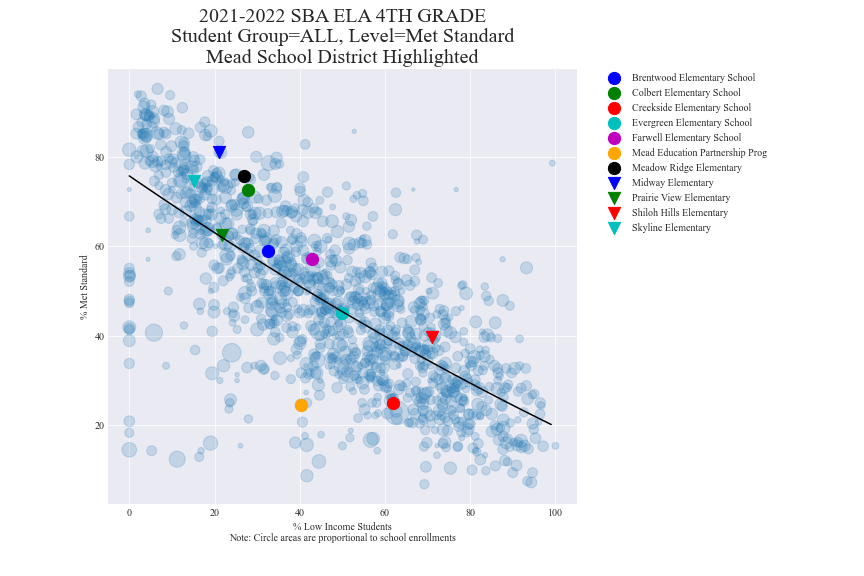 2021-2022 SBA ELA 4TH GRADE
Student Group=ALL, Level=Met Standard
Mead School District Highlighted
Brentwood Elementary School
Colbert Elementary School
Creekside Elementary School
Evergreen Elementary School
Farwell Elementary School
Mead Education Partnership Prog
Meadow Ridge Elementary
Midway Elementary
Prairie View Elementary
Shiloh Hills Elementary
Skyline Elementary
% Met Standard
80
60
40
20
0 20 40 60 80 100
% Low Income Students
Note: Circle areas are proportional to school enrollments